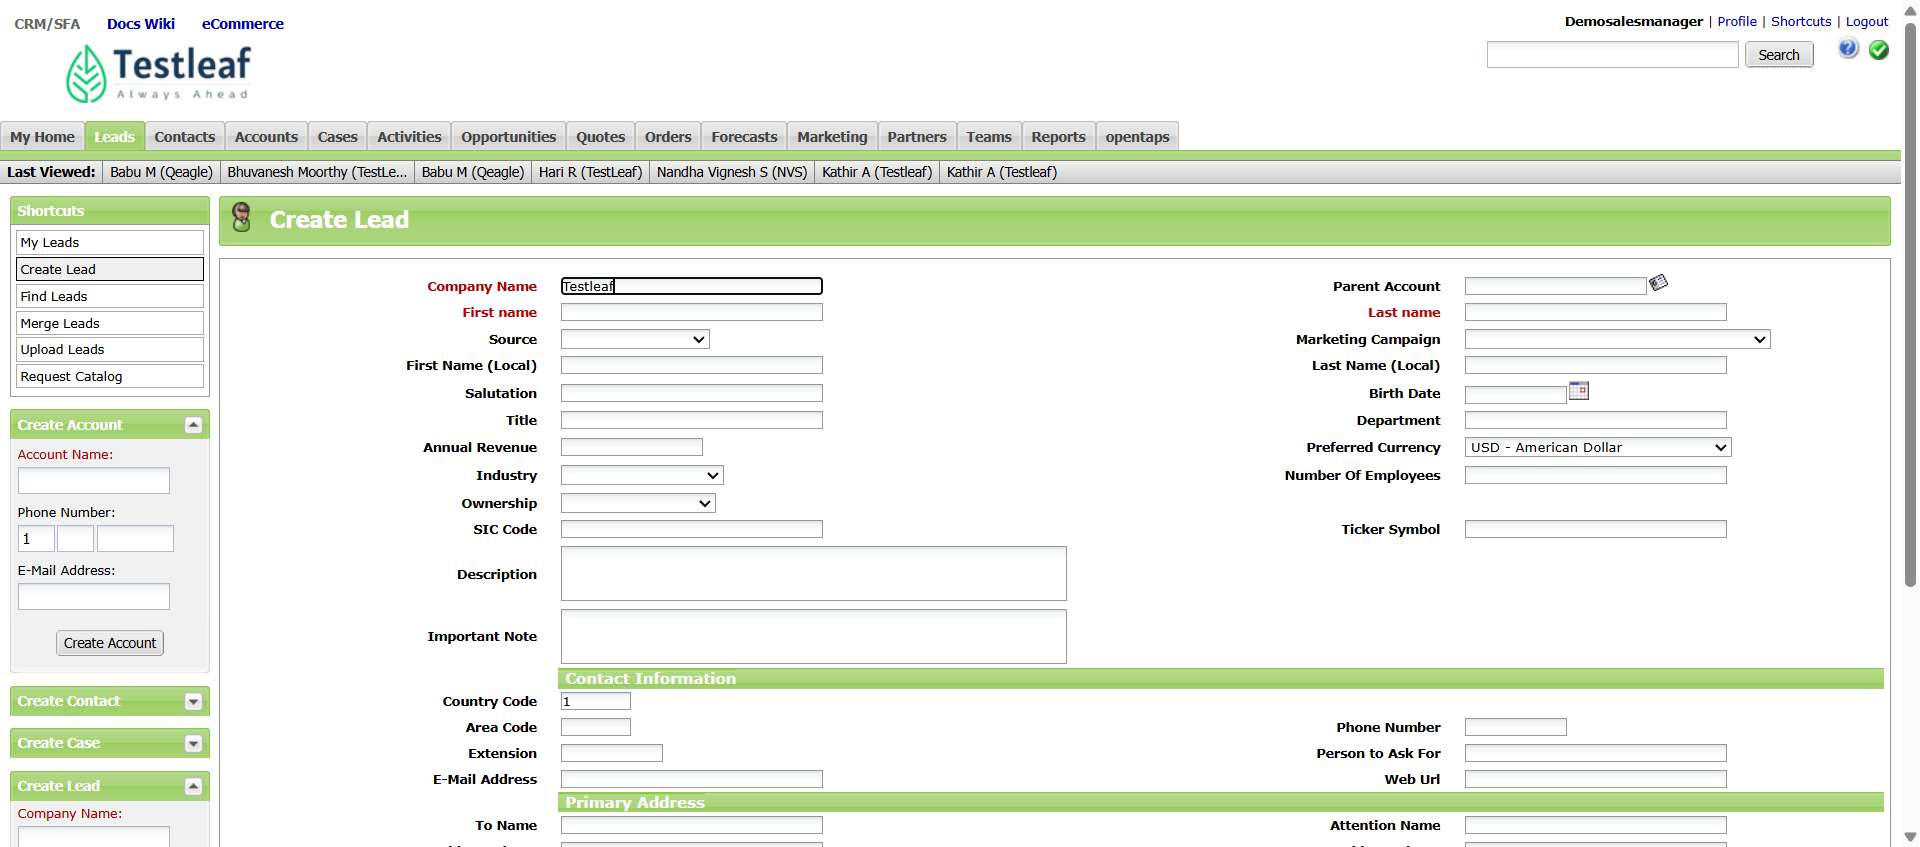 CRM/SFA Docs Wiki eCommerce
Demosalesmanager | Profile | Shortcuts | Logout
Testleaf
Always Ahead
Search
My Home Leads Contacts Accounts Cases Activities Opportunities Quotes Orders Forecasts Marketing Partners Teams Reports opentaps
Last Viewed: Babu M (Qeagle) Bhuvanesh Moorthy (TestLe... Babu M (Qeagle) Hari R (TestLeaf) Nandha Vignesh S (NVS) Kathir A (Testleaf) Kathir A (Testleaf)
Shortcuts
My Leads
Create Lead
Find Leads
Merge Leads
Upload Leads
Request Catalog
Create Account
Account Name:
Phone Number:
1
E-Mail Address:
Create Account
Create Contact
Create Case
Create Lead
Company Name:
Create Lead
Company Name Testleaf Parent Account
First name Last name
Source Marketing Campaign
First Name (Local) Last Name (Local)
Salutation Birth Date
Title Department
Annual Revenue Preferred Currency USD - American Dollar
Industry Number Of Employees
Ownership
SIC Code Ticker Symbol
Description
Important Note
Contact Information
Country Code 1
Area Code Phone Number
Extension Person to Ask For
E-Mail Address Web Url
Primary Address
To Name Attention Name